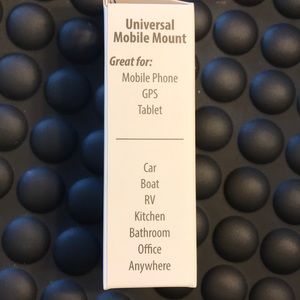 Universal
Mobile Mount
Great for:
Mobile Phone
GPS
Tablet
Car
Boat
RV
Kitchen
Bathroom
Office
Anywhere